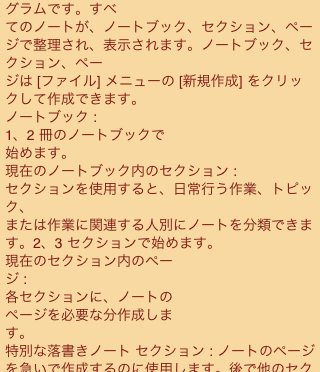 グラムです。すべ
てのノートが、ノートブック、セクション、ペー
ジで整理され、表示されます。ノートブック、セ
クション、ペー
ジは [ファイル] メニューの [新規作成] をクリッ
クして作成できます。
ノートブック :
1、2 冊のノートブックで
始めます。
現在のノートブック内のセクション :
セクションを使用すると、日常行う作業、トピッ
ク、
または作業に関連する人別にノートを分類できま
す。2、3 セクションで始めます。
現在のセクション内のペー
ジ :
各セクションに、ノートの
ページを必要な分作成しま
す。
特別な落書きノート セクション : ノートのページ
を急いで作成するのに使用します。後で他のセク